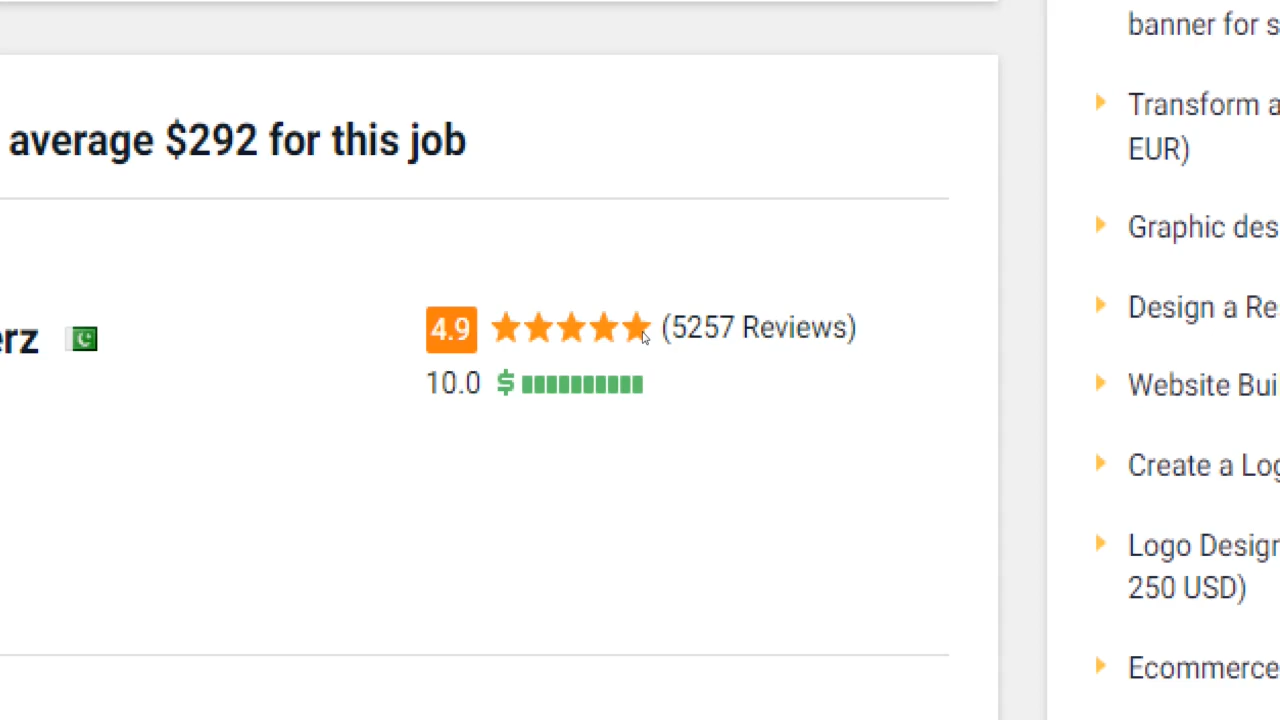 average $292 for this job
erz
4.9 (5257 Reviews)
10.0 $
banner for s
Transform a
EUR)
Graphic des
Design a Re
Website Bui
Create a Log
Logo Design
250 USD)
Ecommerce